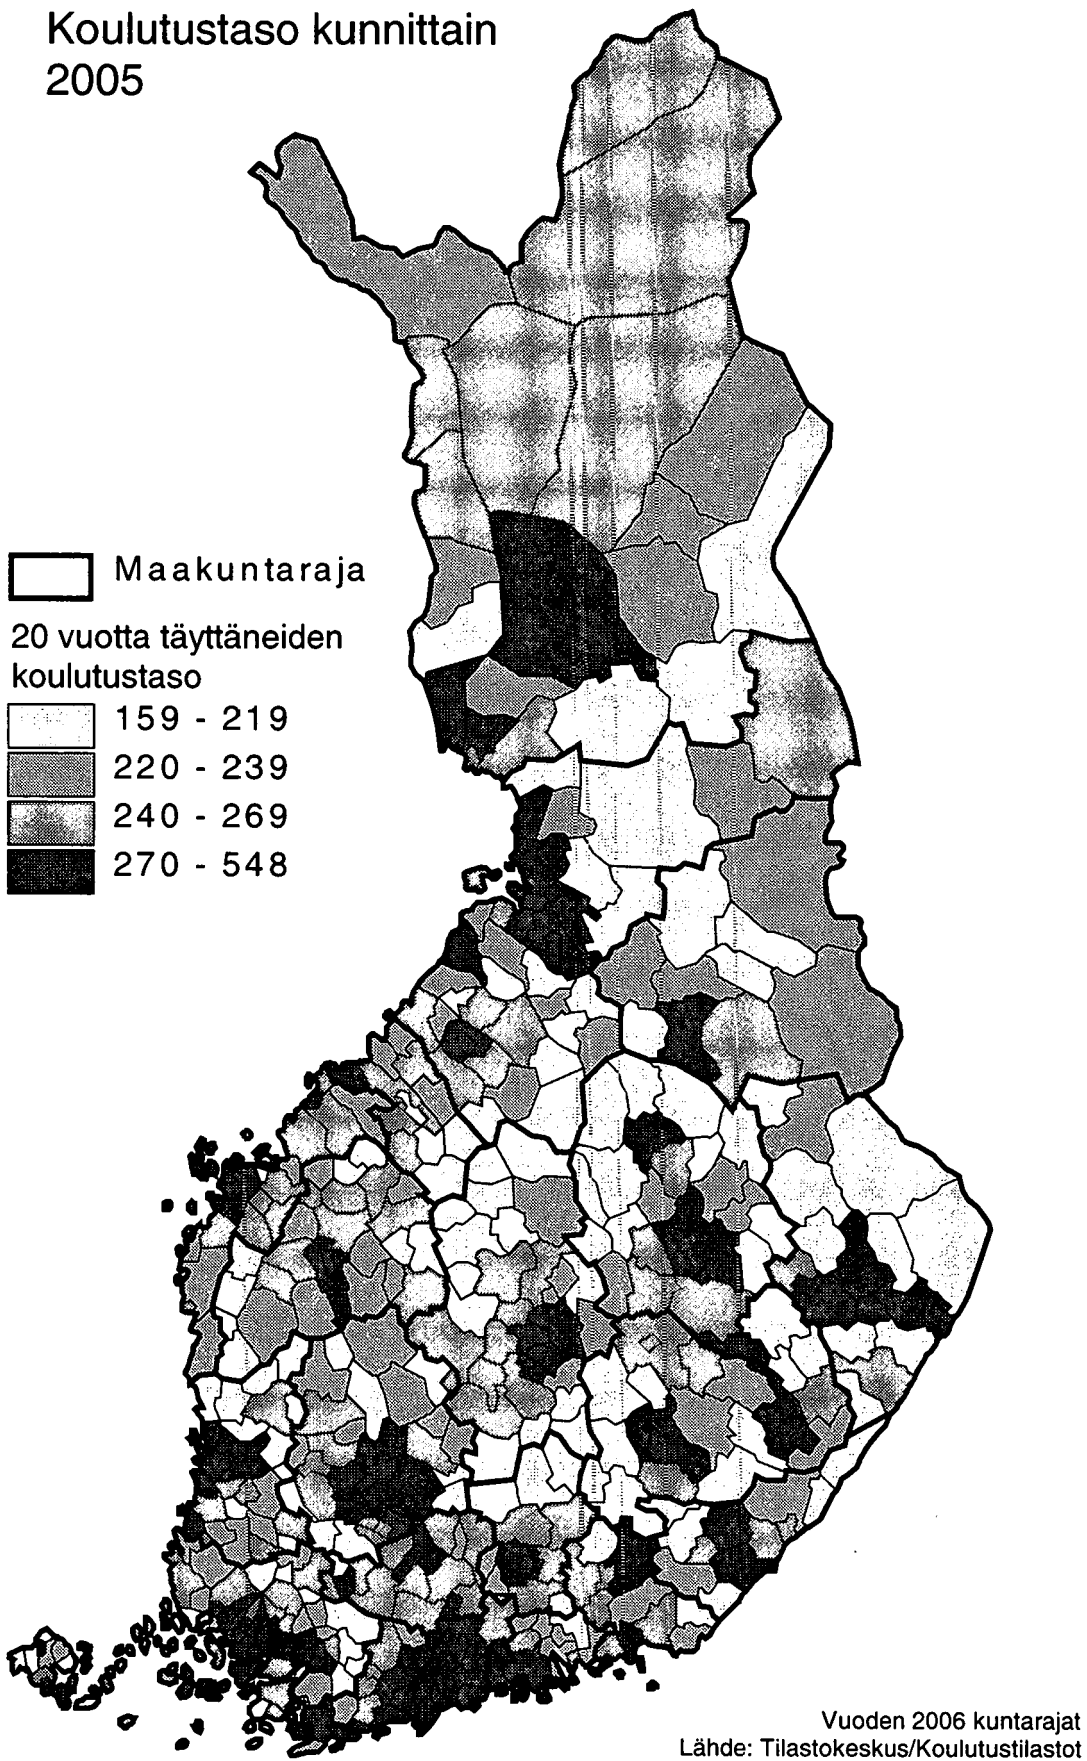 Koulutustaso kunnittain
2005
Maakuntaraja
20 vuotta täyttäneiden
koulutustaso
159 - 219
220 - 239
240 - 269
270 - 548
Vuoden 2006 kuntarajat
Lähde: Tilastokeskus/Koulutustilastot